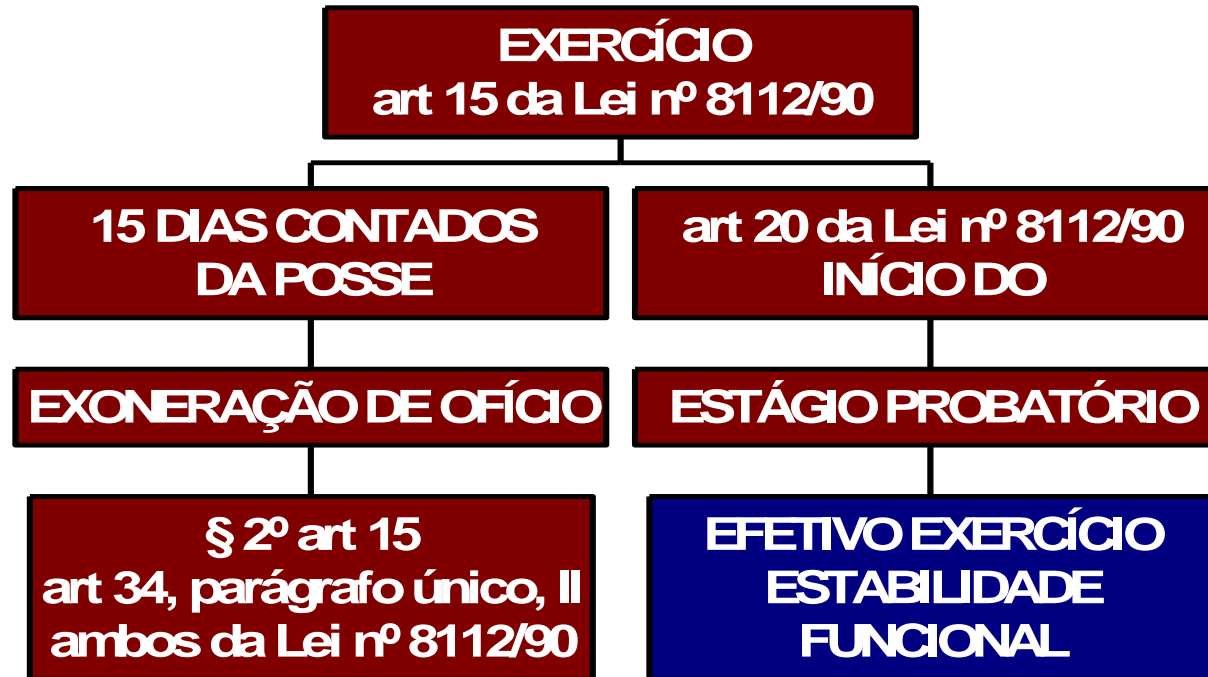 EXERCÍCIO
art 15 da Lei nº 8112/90
15 DIAS CONTADOS
DA POSSE
art 20 da Lei nº 8112/90
INÍCIO DO
EXONERAÇÃO DE OFÍCIO
ESTÁGIO PROBATÓRIO
§ 2º art 15
art 34, parágrafo único, II
ambos da Lei nº 8112/90
EFETIVO EXERCÍCIO
ESTABILIDADE
FUNCIONAL